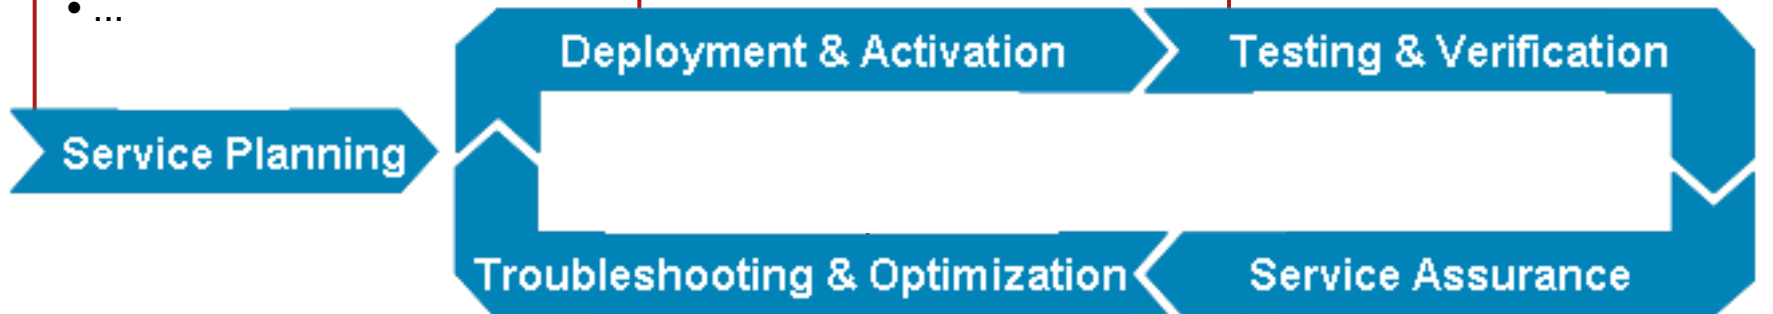 • ...
Deployment & Activation
Testing & Verification
Service Planning
Troubleshooting & Optimization
Service Assurance